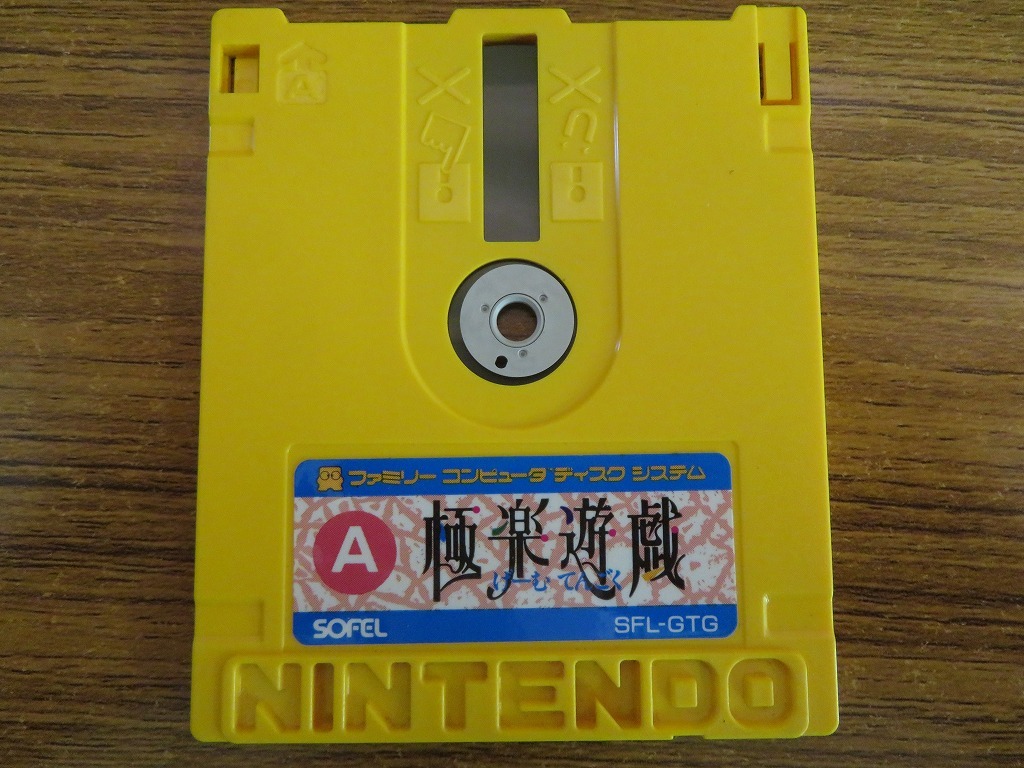 A
ファミリー コンピュータ ディスク システム
A
極楽遊戯
げーむ てんごく
SOFEL
SFL-GTG
NINTENDO